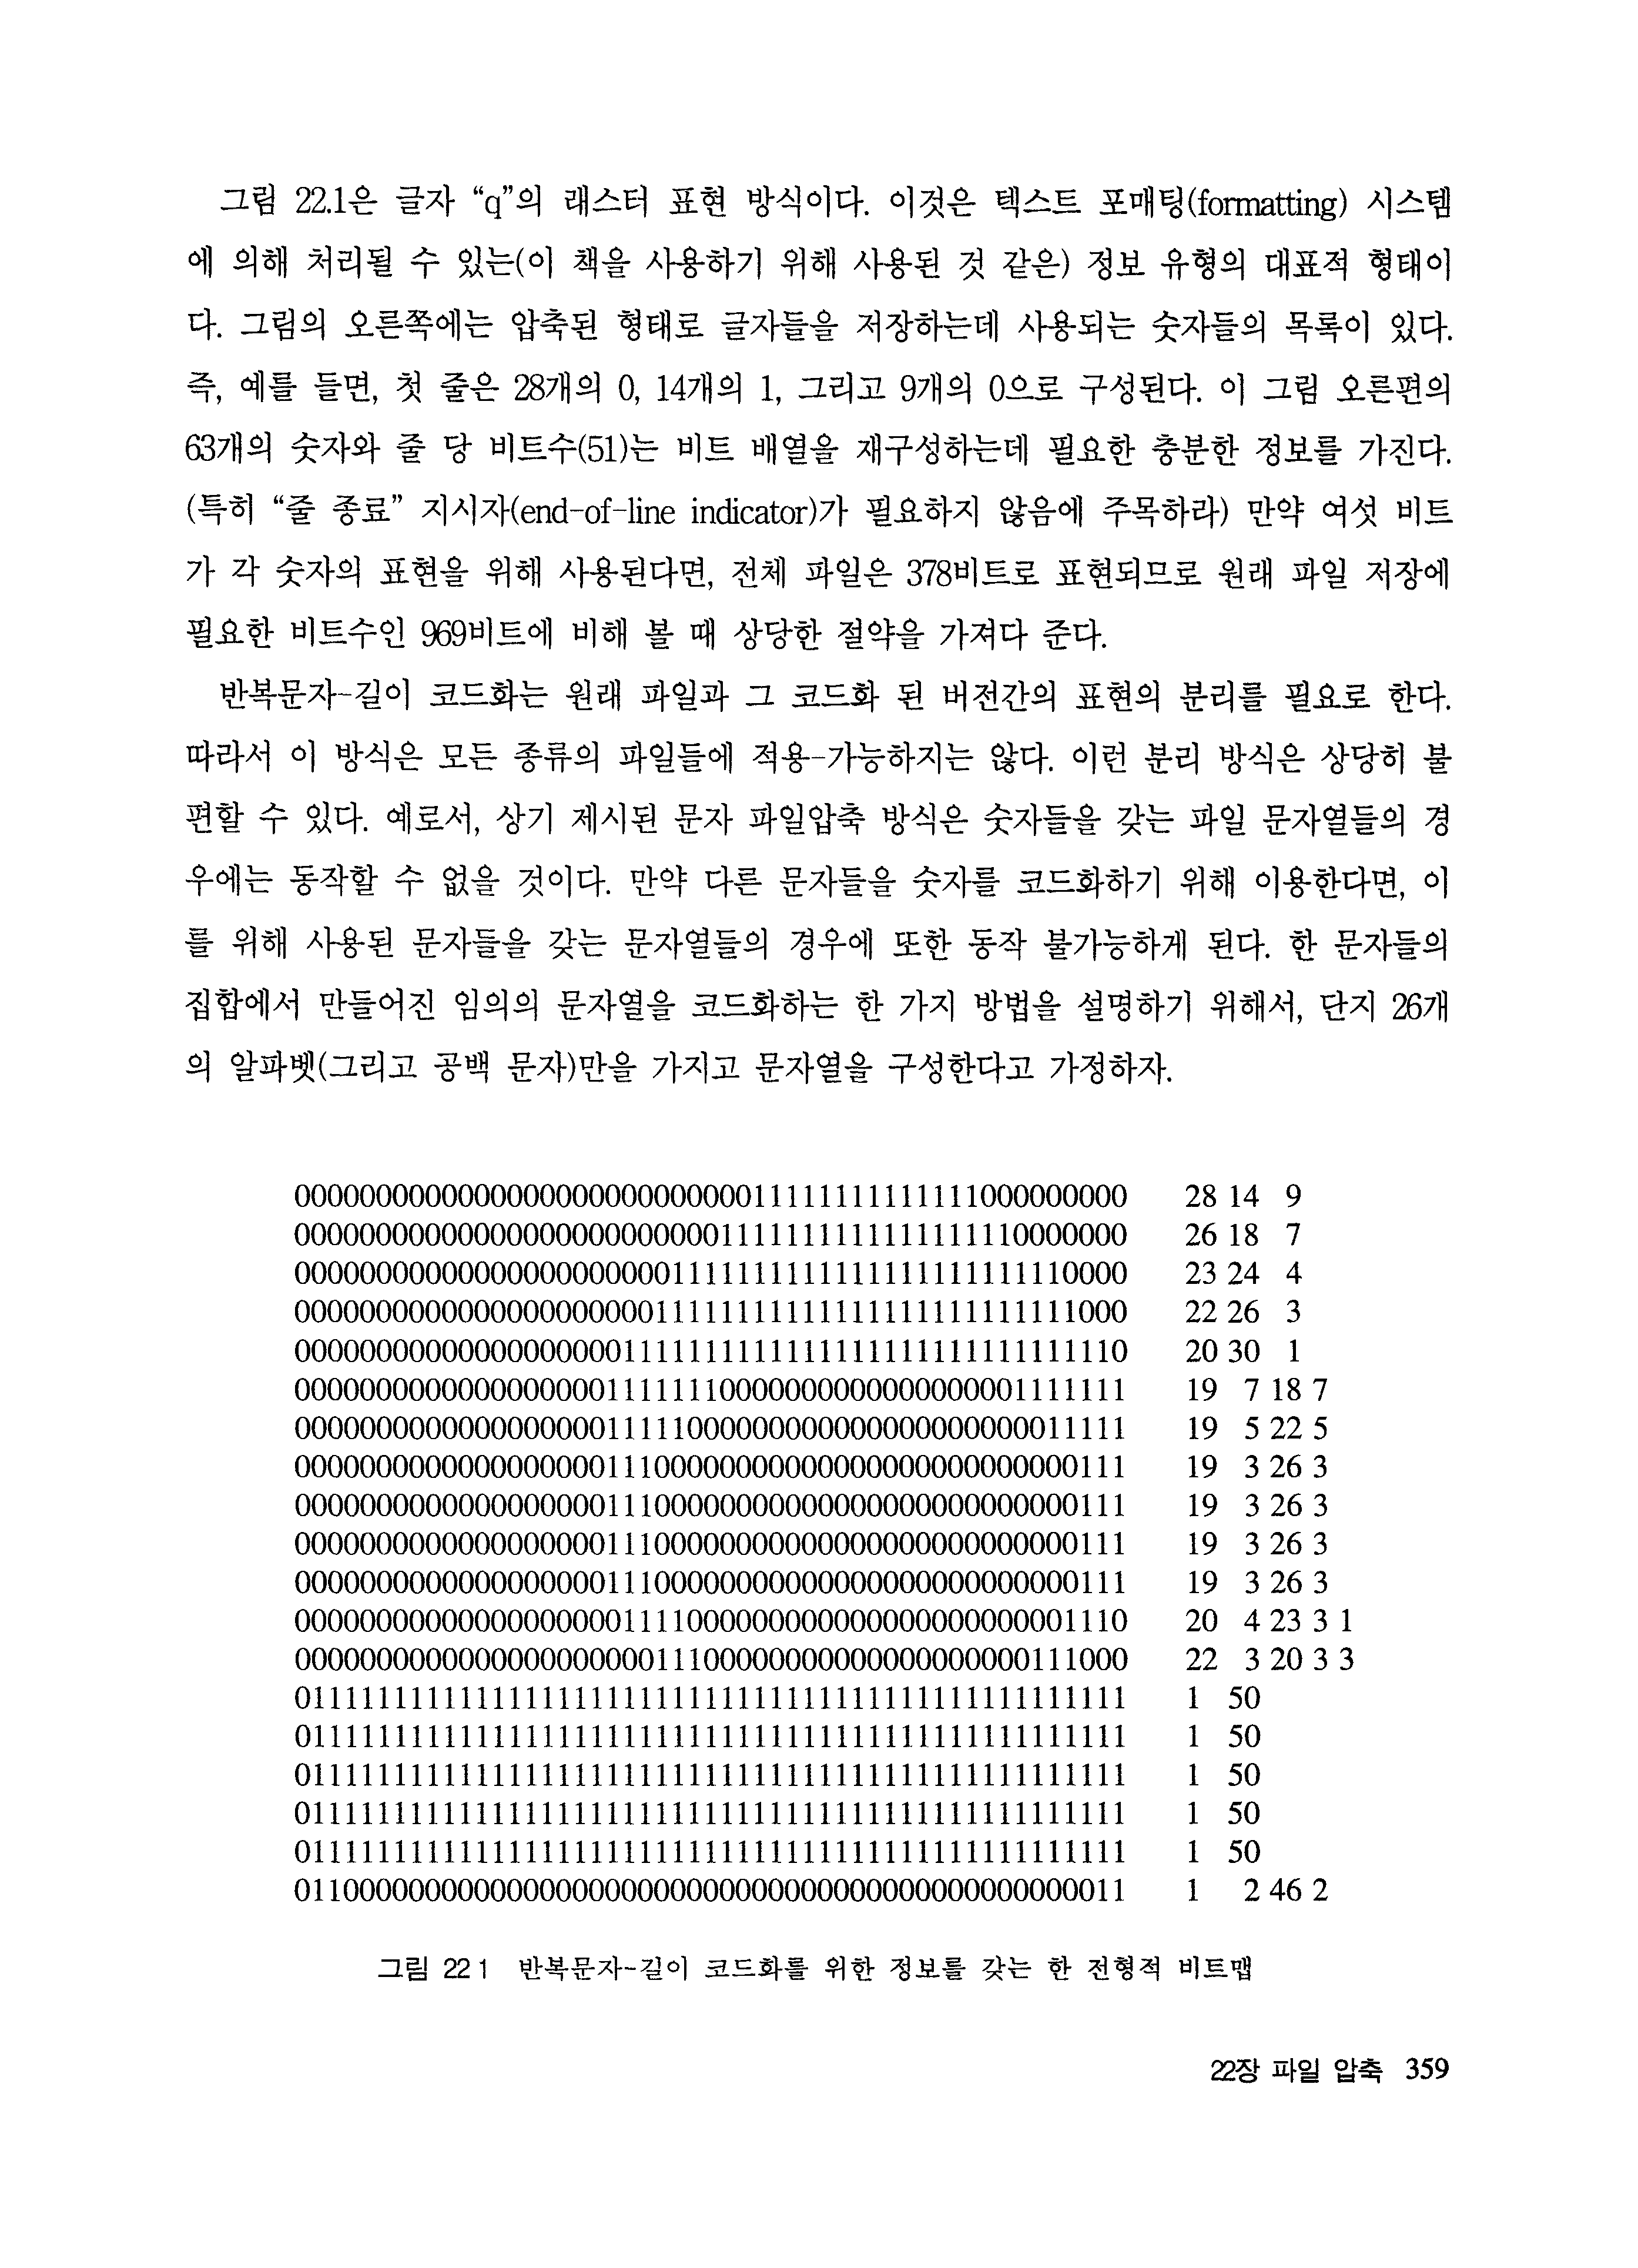 그림 22.1은 글자 “q”의 래스터 표현 방식이다. 이것은 텍스트 포매팅(formatting) 시스템
에 의해 처리될 수 있는(이 책을 사용하기 위해 사용된 것 같은) 정보 유형의 대표적 형태이
다. 그림의 오른쪽에는 압축된 형태로 글자들을 저장하는데 사용되는 숫자들의 목록이 있다.
즉, 예를 들면, 첫 줄은 28개의 0, 14개의 1, 그리고 9개의 0으로 구성된다. 이 그림 오른편의
63개의 숫자와 줄 당 비트수(51)는 비트 배열을 재구성하는데 필요한 충분한 정보를 가진다.
(특히 “줄 종료” 지시자(end-of-line indicator)가 필요하지 않음에 주목하라) 만약 여섯 비트
가 각 숫자의 표현을 위해 사용된다면, 전체 파일은 378비트로 표현되므로 원래 파일 저장에
필요한 비트수인 969비트에 비해 볼 때 상당한 절약을 가져다 준다.
반복문자-길이 코드화는 원래 파일과 그 코드화 된 버전간의 표현의 분리를 필요로 한다.
따라서 이 방식은 모든 종류의 파일들에 적용-가능하지는 않다. 이런 분리 방식은 상당히 불
편할 수 있다. 예로서, 상기 제시된 문자 파일압축 방식은 숫자들을 갖는 파일 문자열들의 경
우에는 동작할 수 없을 것이다. 만약 다른 문자들을 숫자를 코드화하기 위해 이용한다면, 이
를 위해 사용된 문자들을 갖는 문자열들의 경우에 또한 동작 불가능하게 된다. 한 문자들의
집합에서 만들어진 임의의 문자열을 코드화하는 한 가지 방법을 설명하기 위해서, 단지 26개
의 알파벳(그리고 공백 문자)만을 가지고 문자열을 구성한다고 가정하자.
000000000000000000000000000011111111111111000000000 28 14 9
000000000000000000000000001111111111111111110000000 26 18 7
000000000000000000000001111111111111111111111110000 23 24 4
000000000000000000000011111111111111111111111111000 22 26 3
000000000000000000001111111111111111111111111111110 20 30 1
000000000000000000011111110000000000000000001111111 19 7 18 7
000000000000000000011111000000000000000000000011111 19 5 22 5
000000000000000000011100000000000000000000000000111 19 3 26 3
000000000000000000011100000000000000000000000000111 19 3 26 3
000000000000000000011100000000000000000000000000111 19 3 26 3
000000000000000000011100000000000000000000000000111 19 3 26 3
000000000000000000001111000000000000000000000001110 20 4 23 3 1
000000000000000000000011100000000000000000000111000 22 3 20 3 3
011111111111111111111111111111111111111111111111111 1 50
011111111111111111111111111111111111111111111111111 1 50
011111111111111111111111111111111111111111111111111 1 50
011111111111111111111111111111111111111111111111111 1 50
011111111111111111111111111111111111111111111111111 1 50
011000000000000000000000000000000000000000000000011 1 2 46 2
그림 22 1 반복문자-길이 코드화를 위한 정보를 갖는 한 전형적 비트맵
22장 파일 압축 359